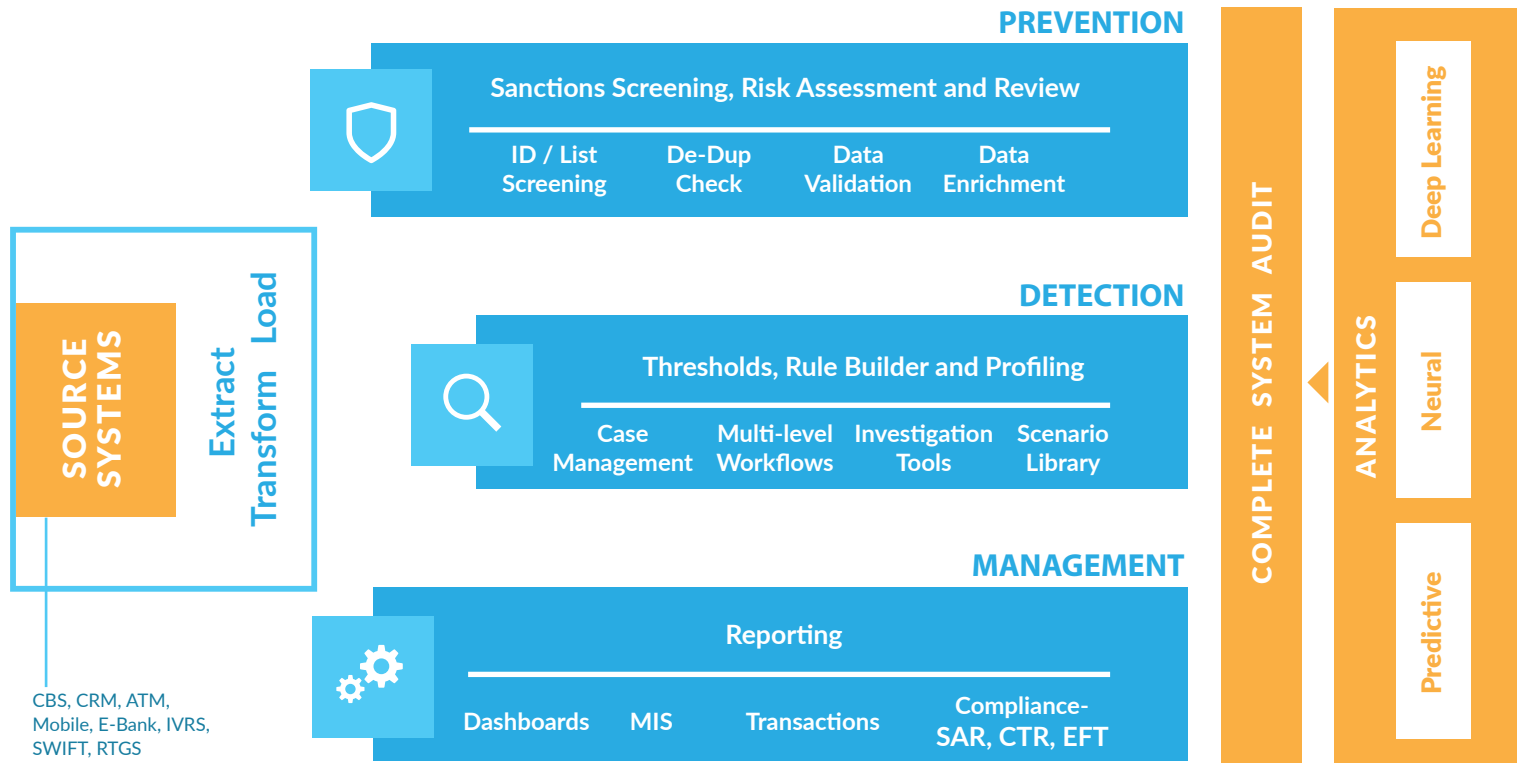 PREVENTION
Sanctions Screening, Risk Assessment and Review
ID / List
Screening
De-Dup
Check
Data
Validation
Data
Enrichment
SOURCE
SYSTEMS
Extract
Transform Load
CBS, CRM, ATM,
Mobile, E-Bank, IVRS,
SWIFT, RTGS
DETECTION
Thresholds, Rule Builder and Profiling
Case
Management
Multi-level
Workflows
Investigation
Tools
Scenario
Library
MANAGEMENT
Reporting
Dashboards
MIS
Transactions
Compliance-
SAR, CTR, EFT
COMPLETE SYSTEM AUDIT
ANALYTICS
Deep Learning
Neural
Predictive